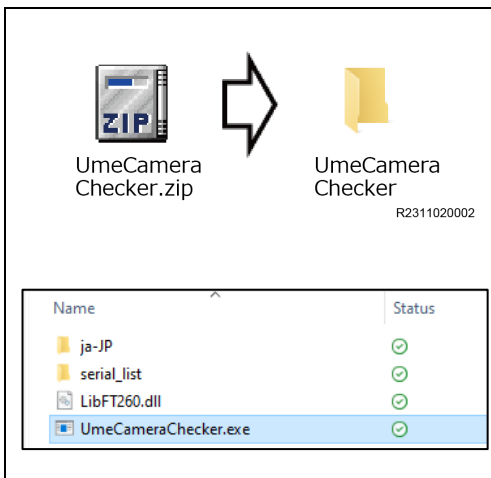 ZIP
UmeCamera
Checker.zip
UmeCamera
Checker
R2311020002
Name Status
ja-JP
serial_list
LibFT260.dll
UmeCameraChecker.exe